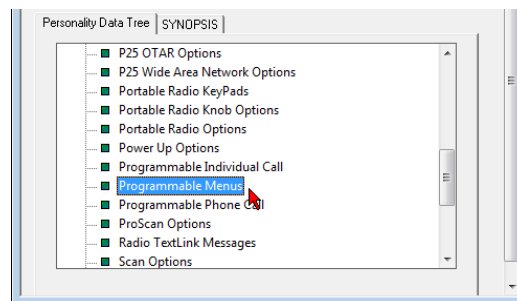 Personality Data Tree SYNOPSIS
P25 OTAR Options
P25 Wide Area Network Options
Portable Radio KeyPads
Portable Radio Knob Options
Portable Radio Options
Power Up Options
Programmable Individual Call
Programmable Menus
Programmable Phone Call
ProScan Options
Radio TextLink Messages
Scan Options